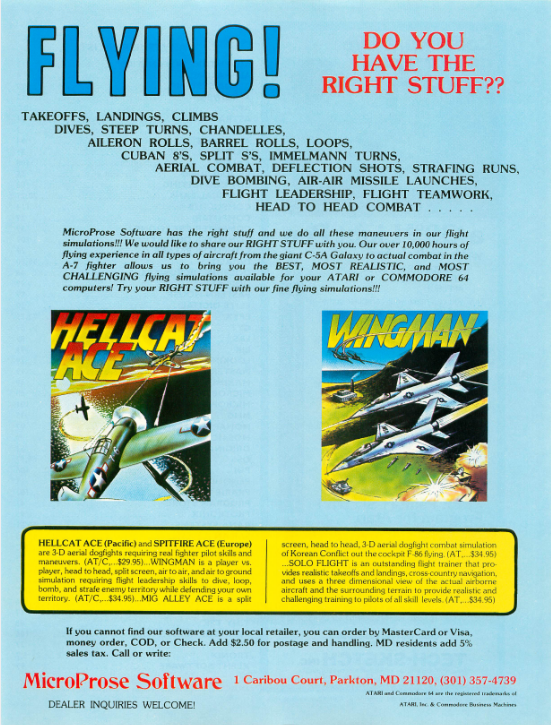 FLYING!
DO YOU
HAVE THE
RIGHT STUFF??
TAKEOFFS, LANDINGS, CLIMBS
DIVES, STEEP TURNS, CHANDELLES,
AILERON ROLLS, BARREL ROLLS, LOOPS,
CUBAN 8'S, SPLIT S'S, IMMELMANN TURNS,
AERIAL COMBAT, DEFLECTION SHOTS, STRAFING RUNS,
DIVE BOMBING, AIR-AIR MISSILE LAUNCHES,
FLIGHT LEADERSHIP, FLIGHT TEAMWORK,
HEAD TO HEAD COMBAT . . . . .
MicroProse Software has the right stuff and we do all these maneuvers in our flight
simulations!!! We would like to share our RIGHT STUFF with you. Our over 10,000 hours of
flying experience in all types of aircraft from the giant C-5A Galaxy to actual combat in the
A-7 fighter allows us to bring you the BEST, MOST REALISTIC, and MOST
CHALLENGING flying simulations available for your ATARI or COMMODORE 64
computers! Try your RIGHT STUFF with our fine flying simulations!!!
HELLCAT
ACE
WINGMAN
HELLCAT ACE (Pacific) and SPITFIRE ACE (Europe)
are 3-D aerial dogfights requiring real fighter pilot skills and
maneuvers. (AT/C,...$29.95)...WINGMAN is a player vs.
player, head to head, split screen, air to air, and air to ground
simulation requiring flight leadership skills to dive, loop,
bomb, and strafe enemy territory while defending your own
territory. (AT/C,...$34.95)...MIG ALLEY ACE is a split
screen, head to head, 3-D aerial dogfight combat simulation
of Korean Conflict out the cockpit F-86 flying. (AT,...$34.95)
...SOLO FLIGHT is an outstanding flight trainer that pro-
vides realistic takeoffs and landings, cross country navigation,
and uses a three dimensional view of the actual airborne
aircraft and the surrounding terrain to provide realistic and
challenging training to pilots of all skill levels. (AT,...$34.95)
If you cannot find our software at your local retailer, you can order by MasterCard or Visa,
money order, COD, or Check. Add $2.50 for postage and handling. MD residents add 5%
sales tax. Call or write:
MicroProse Software 1 Caribou Court, Parkton, MD 21120, (301) 357-4739
ATARI and Commodore 64 are the registered trademarks of
DEALER INQUIRIES WELCOME!
ATARI, Inc. & Commodore Business Machines